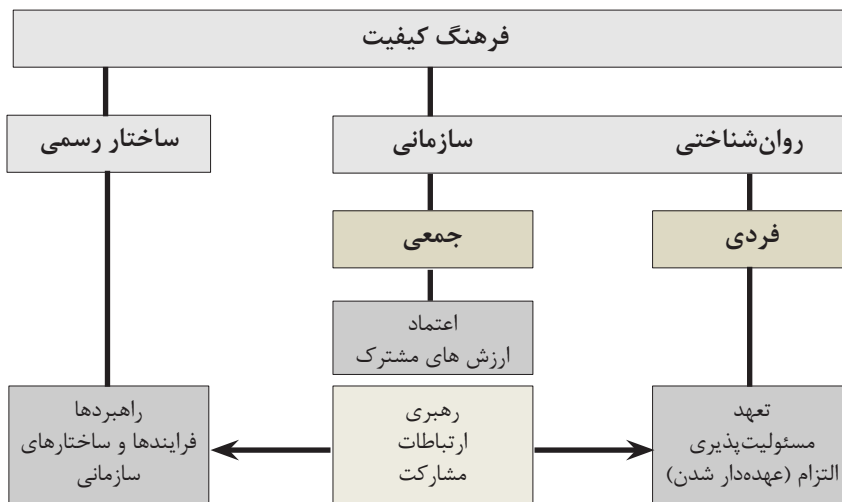 فرهنگ کیفیت
روان‌شناختی
سازمانی
ساختار رسمی
فردی
جمعی
اعتماد
ارزش های مشترک
تعهد
مسئولیت‌پذیری
التزام (عهده‌دار شدن)
رهبری
ارتباطات
مشارکت
راهبردها
فرایندها و ساختارهای
سازمانی